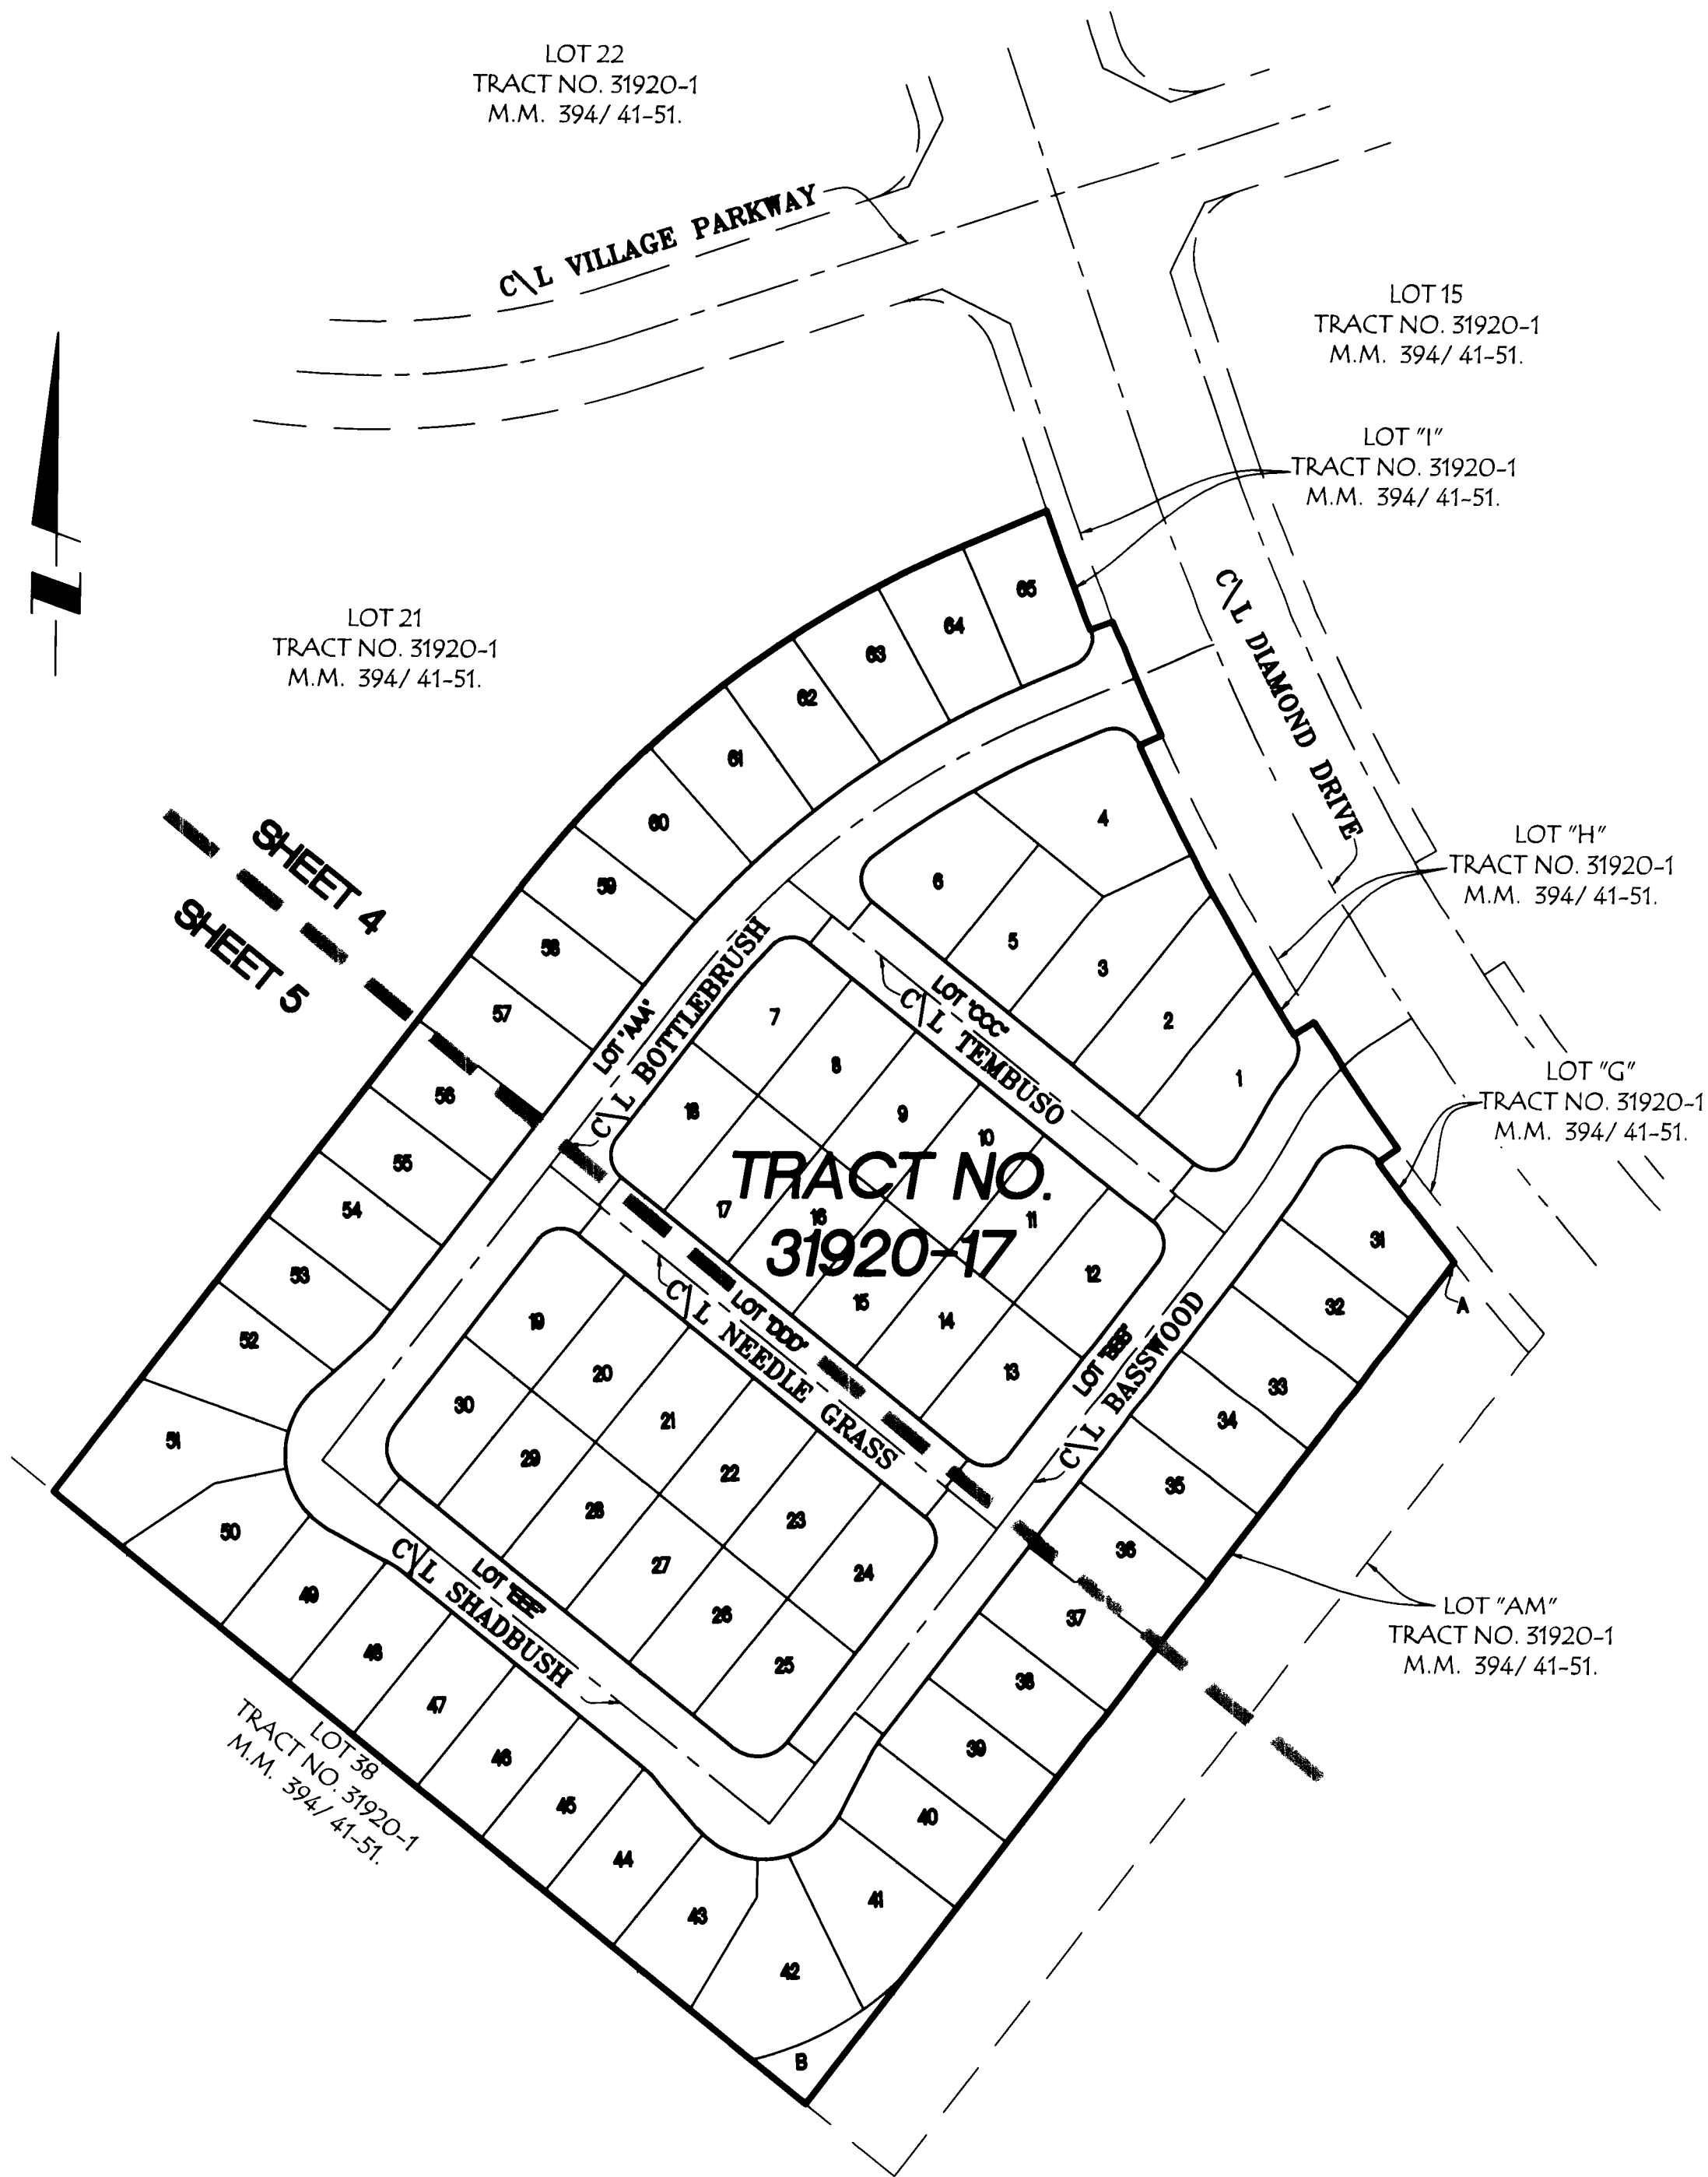 LOT 22
TRACT NO. 31920-1
M.M. 394/ 41-51.
C\L VILLAGE PARKWAY
LOT 15
TRACT NO. 31920-1
M.M. 394/ 41-51.
LOT "I"
TRACT NO. 31920-1
M.M. 394/ 41-51.
LOT 21
TRACT NO. 31920-1
M.M. 394/ 41-51.
C\L DIAMOND DRIVE
LOT "H"
TRACT NO. 31920-1
M.M. 394/ 41-51.
LOT "G"
TRACT NO. 31920-1
M.M. 394/ 41-51.
N
SHEET 4
SHEET 5
65
64
63
62
61
60
59
58
57
56
55
54
53
52
51
50
49
48
47
46
45
44
43
42
B
41
40
39
38
37
36
35
34
33
32
31
A
4
6
5
3
2
1
LOT "AAA"
C\L BOTTLEBRUSH
LOT "CCC"
C\L TEMBUSO
7
8
9
10
11
12
18
17
16
15
14
13
TRACT NO.
31920-17
LOT "DDD"
C\L NEEDLE GRASS
LOT "BBB"
C\L BASSWOOD
19
20
21
22
23
24
30
29
28
27
26
25
LOT "EEE"
C\L SHADBUSH
LOT "AM"
TRACT NO. 31920-1
M.M. 394/ 41-51.
LOT 38
TRACT NO. 31920-1
M.M. 394/ 41-51.